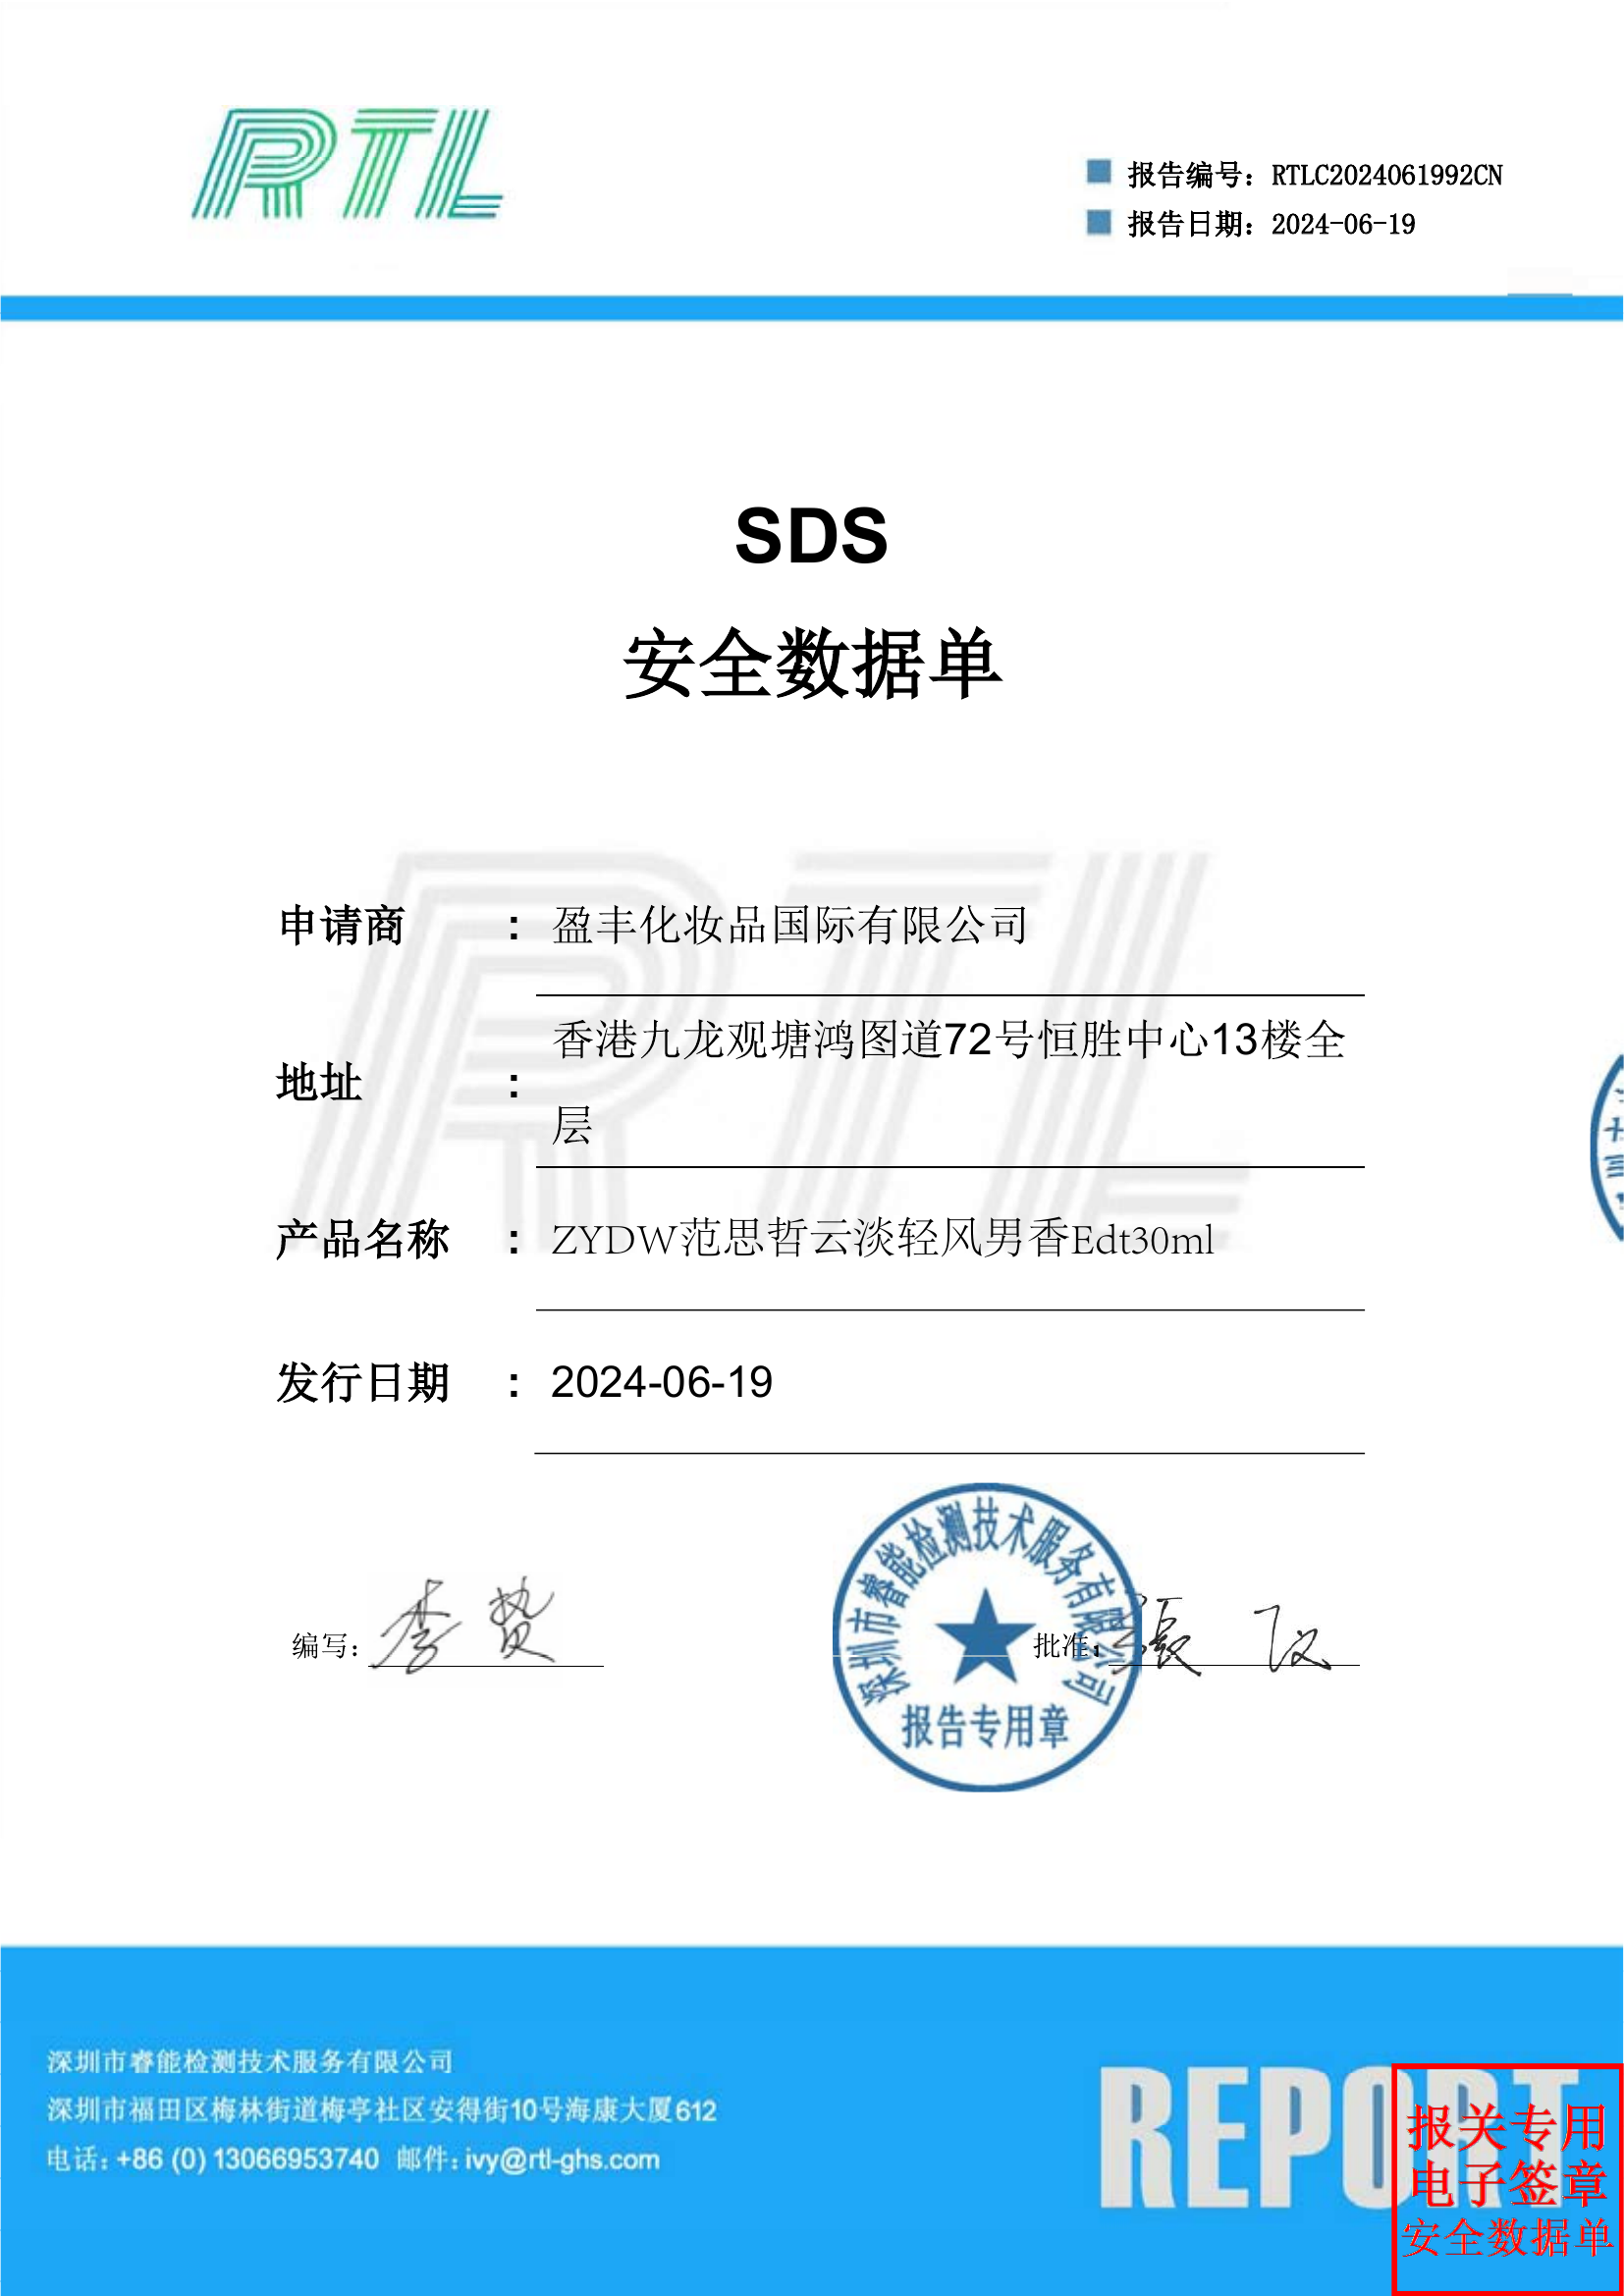 RTL
报告编号：RTLC2024061992CN
报告日期：2024-06-19
SDS
安全数据单
申请商 : 盈丰化妆品国际有限公司
地址 : 香港九龙观塘鸿图道72号恒胜中心13楼全
层
产品名称 : ZYDW范思哲云淡轻风男香Edt30ml
发行日期 : 2024-06-19
深圳市睿能检测技术服务有限公司
报告专用章
编写：
批准：
深圳市睿能检测技术服务有限公司
深圳市福田区梅林街道梅亭社区安得街10号海康大厦612
电话：+86 (0) 13066953740 邮件：ivy@rtl-ghs.com
REPORT
报关专用
电子签章
安全数据单